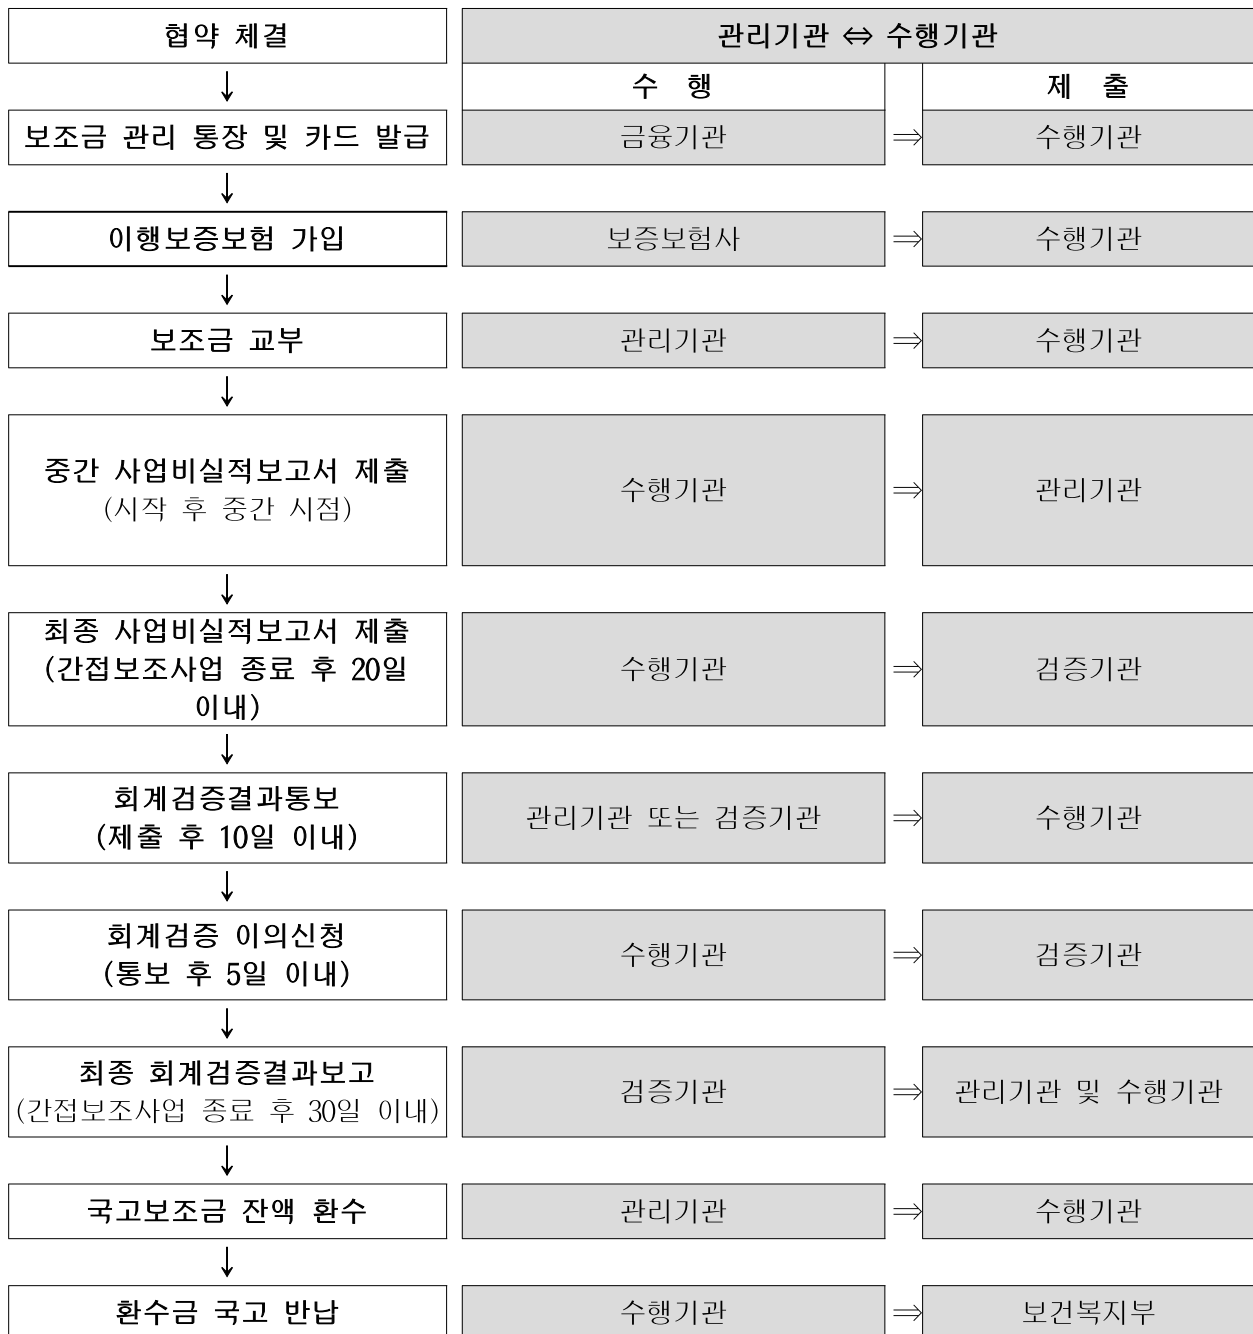 협약 체결
관리기관 ⇔ 수행기관
↓
수 행
제 출
보조금 관리 통장 및 카드 발급
금융기관
⇒
수행기관
↓
이행보증보험 가입
보증보험사
⇒
수행기관
↓
보조금 교부
관리기관
⇒
수행기관
↓
중간 사업비실적보고서 제출
(시작 후 중간 시점)
수행기관
⇒
관리기관
↓
최종 사업비실적보고서 제출
(간접보조사업 종료 후 20일
이내)
수행기관
⇒
검증기관
↓
회계검증결과통보
(제출 후 10일 이내)
관리기관 또는 검증기관
⇒
수행기관
↓
회계검증 이의신청
(통보 후 5일 이내)
수행기관
⇒
검증기관
↓
최종 회계검증결과보고
(간접보조사업 종료 후 30일 이내)
검증기관
⇒
관리기관 및 수행기관
↓
국고보조금 잔액 환수
관리기관
⇒
수행기관
↓
환수금 국고 반납
수행기관
⇒
보건복지부